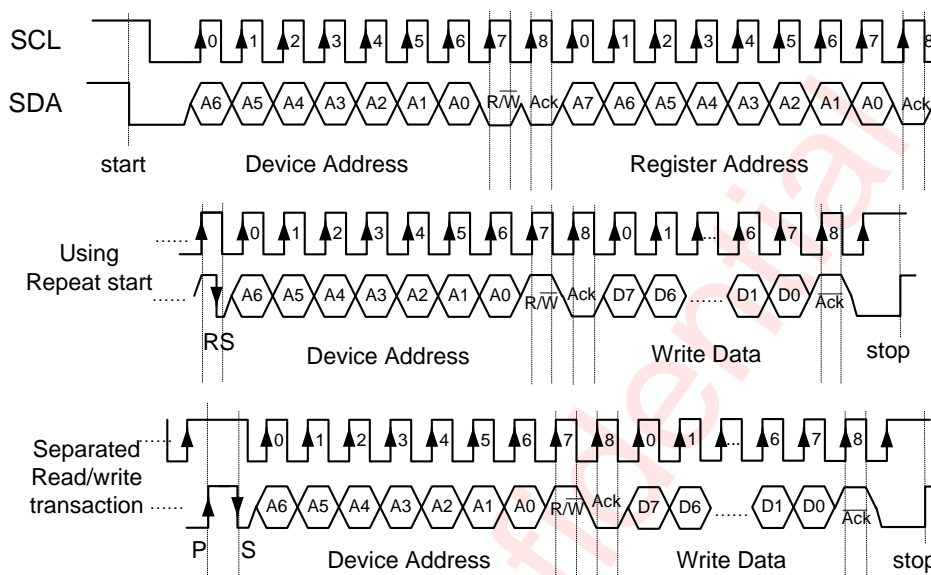 SCL 0 1 2 3 4 5 6 7 8 0 1 2 3 4 5 6 7 8
SDA A6 A5 A4 A3 A2 A1 A0 R/W̅ Ack A7 A6 A5 A4 A3 A2 A1 A0 Ack
start Device Address Register Address
0 1 2 3 4 5 6 7 8 0 1 ... 6 7 8
Using
Repeat start
...... A6 A5 A4 A3 A2 A1 A0 R/W̅ Ack D7 D6 ...... D1 D0 A̅c̅k̅
RS Device Address Write Data stop
0 1 2 3 4 5 6 7 8 0 1 ... 6 7 8
Separated
Read/write
transaction
...... A6 A5 A4 A3 A2 A1 A0 R/W̅ Ack D7 D6 ...... D1 D0 A̅c̅k̅
P S Device Address Write Data stop